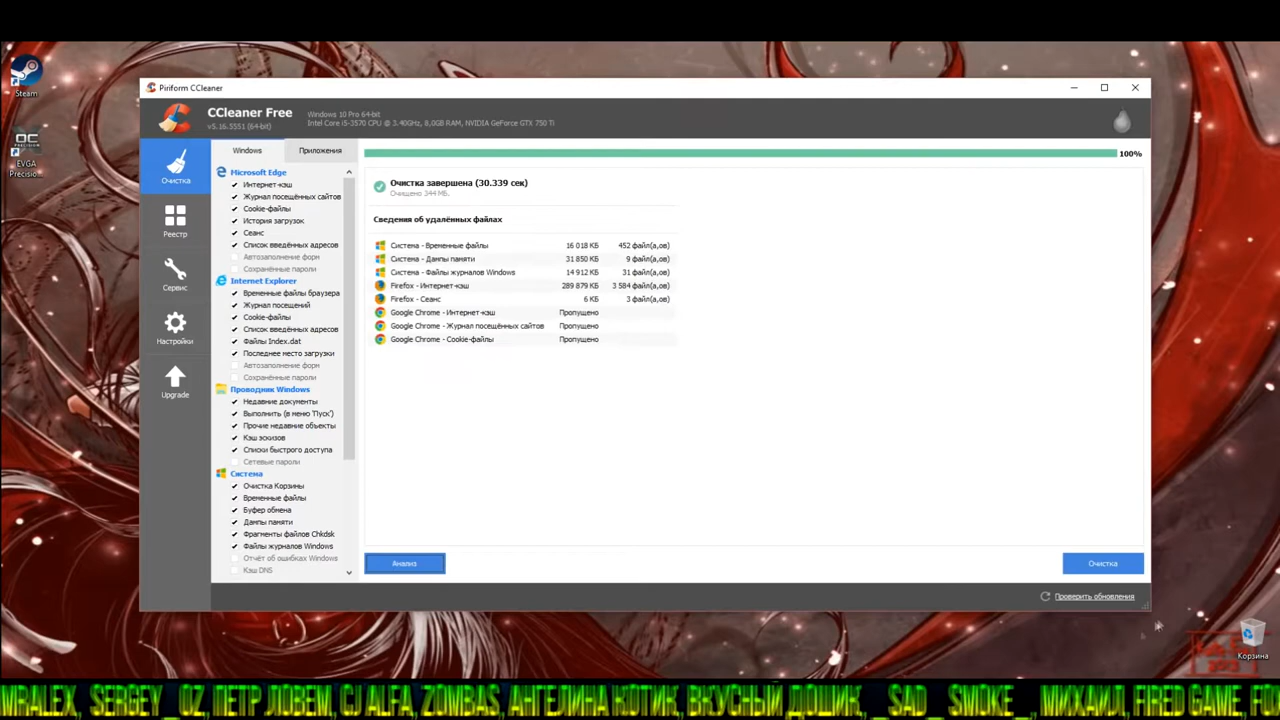 Steam
EVGA
Precisio...
Piriform CCleaner
CCleaner Free
v5.16.5551 (64-bit)
Windows 10 Pro 64-bit
Intel Core i5-3570 CPU @ 3.40GHz, 8,0GB RAM, NVIDIA GeForce GTX 750 Ti
Очистка
Реестр
Сервис
Настройки
Upgrade
Windows
Приложения
Microsoft Edge
Интернет-кэш
Журнал посещённых сайтов
Cookie-файлы
История загрузок
Сеанс
Список введённых адресов
Автозаполнение форм
Сохранённые пароли
Internet Explorer
Временные файлы браузера
Журнал посещений
Cookie-файлы
Список введённых адресов
Файлы Index.dat
Последнее место загрузки
Автозаполнение форм
Сохранённые пароли
Проводник Windows
Недавние документы
Выполнить (в меню 'Пуск')
Прочие недавние объекты
Кэш эскизов
Списки быстрого доступа
Сетевые пароли
Система
Очистка Корзины
Временные файлы
Буфер обмена
Дампы памяти
Фрагменты файлов Chkdsk
Файлы журналов Windows
Отчёт об ошибках Windows
Кэш DNS
100%
Очистка завершена (30.339 сек)
Очищено 344 МБ.
Сведения об удалённых файлах
Система - Временные файлы 16 018 КБ 452 файл(а,ов)
Система - Дампы памяти 31 850 КБ 9 файл(а,ов)
Система - Файлы журналов Windows 14 912 КБ 31 файл(а,ов)
Firefox - Интернет-кэш 289 879 КБ 3 584 файл(а,ов)
Firefox - Сеанс 6 КБ 3 файл(а,ов)
Google Chrome - Интернет-кэш Пропущено
Google Chrome - Журнал посещённых сайтов Пропущено
Google Chrome - Cookie-файлы Пропущено
Анализ
Очистка
Проверить обновления
Корзина
MRALEX, SERGEY_OZ, ПЕТР ЛОВЕМ, CJ ALFA, ZOMBAS, АНГЕЛИНА КОТИК, ВКУСНЫЙ ДОШИК, _SAD_SMOKE_, МИХАИЛ, FIRED GAME, FOX